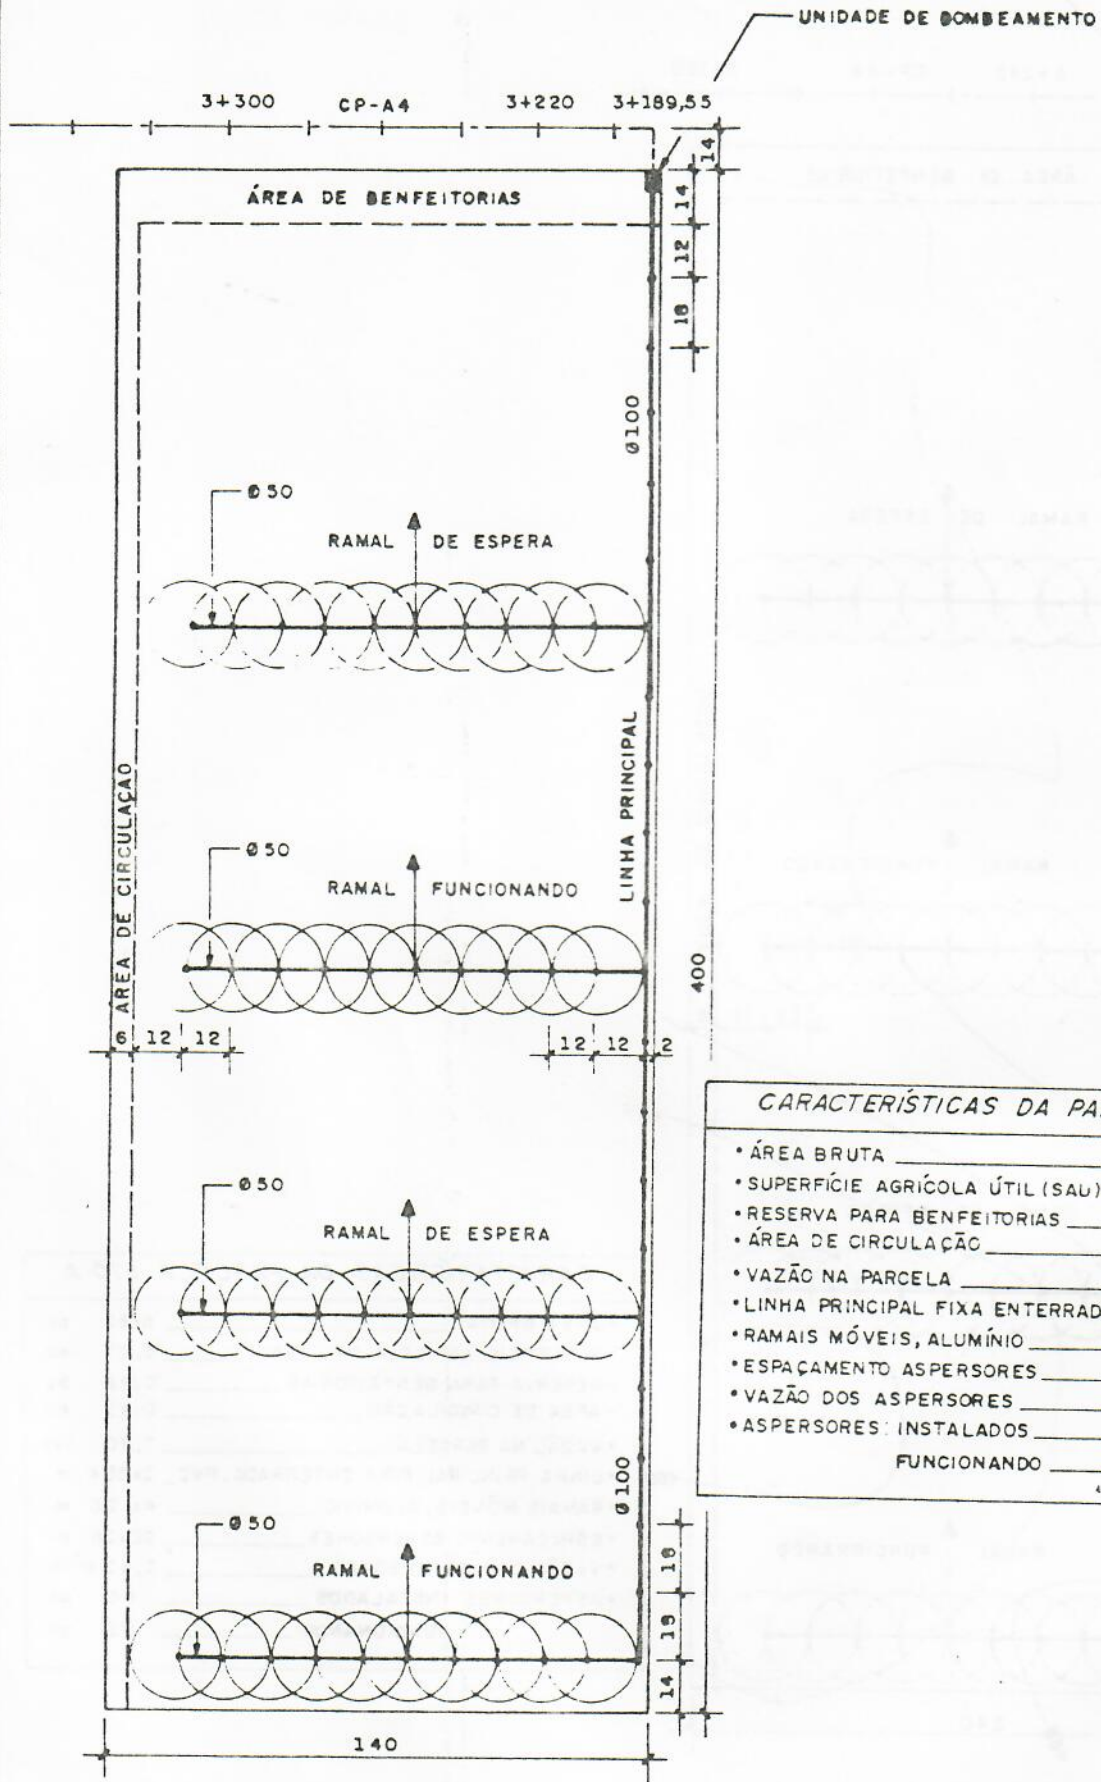 UNIDADE DE BOMBEAMENTO
3+300 CP-A4 3+220 3+189,55
14
ÁREA DE BENFEITORIAS
14
12
18
Ø100
Ø50
RAMAL DE ESPERA
LINHA PRINCIPAL
ÁREA DE CIRCULAÇÃO
Ø50
RAMAL FUNCIONANDO
400
6 12 12 12 12 2
CARACTERÍSTICAS DA PA
•ÁREA BRUTA
•SUPERFÍCIE AGRÍCOLA ÚTIL (SAU)
•RESERVA PARA BENFEITORIAS
•ÁREA DE CIRCULAÇÃO
•VAZÃO NA PARCELA
•LINHA PRINCIPAL FIXA ENTERRAD
•RAMAIS MÓVEIS, ALUMÍNIO
•ESPAÇAMENTO ASPERSORES
•VAZÃO DOS ASPERSORES
•ASPERSORES: INSTALADOS
FUNCIONANDO
Ø50
RAMAL DE ESPERA
Ø100
Ø50
RAMAL FUNCIONANDO
18
18
14
140